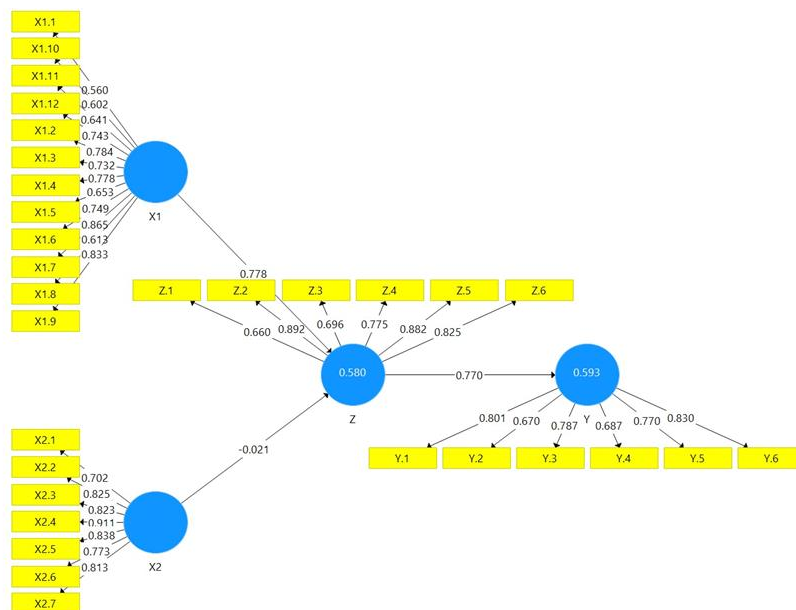 X1.1
X1.10
X1.11
X1.12
X1.2
X1.3
X1.4
X1.5
X1.6
X1.7
X1.8
X1.9
0.560
0.602
0.641
0.743
0.784
0.732
0.778
0.653
0.749
0.865
0.613
0.833
X1
0.778
Z.1 Z.2 Z.3 Z.4 Z.5 Z.6
0.660 0.892 0.696 0.775 0.882 0.825
0.580
Z
0.770
0.593
Y
0.801 0.670 0.787 0.687 0.770 0.830
Y.1 Y.2 Y.3 Y.4 Y.5 Y.6
-0.021
X2.1
X2.2
X2.3
X2.4
X2.5
X2.6
X2.7
0.702
0.825
0.823
0.911
0.838
0.773
0.813
X2